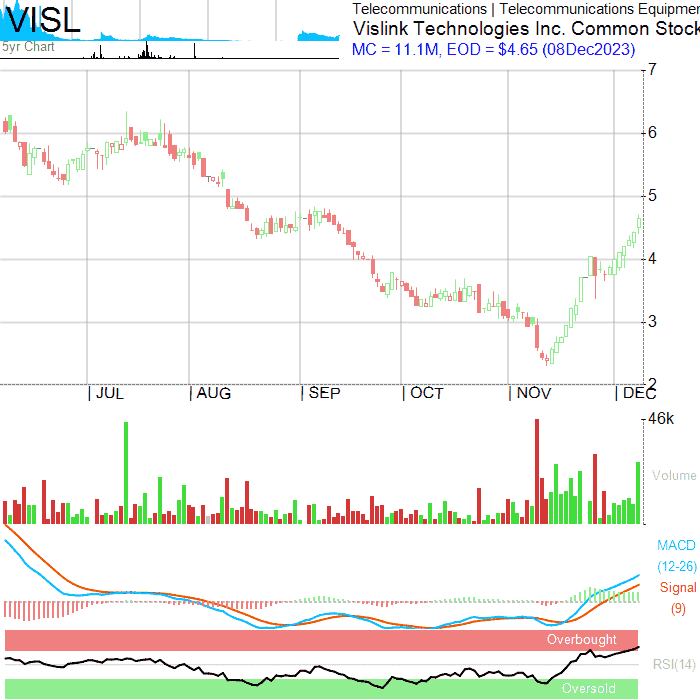 VISL
5yr Chart
Telecommunications | Telecommunications Equipmen
Vislink Technologies Inc. Common Stock
MC = 11.1M, EOD = $4.65 (08Dec2023)
7
6
5
4
3
2
JUL AUG SEP OCT NOV DEC
46k
Volume
MACD
(12-26)
Signal
(9)
Overbought
RSI(14)
Oversold